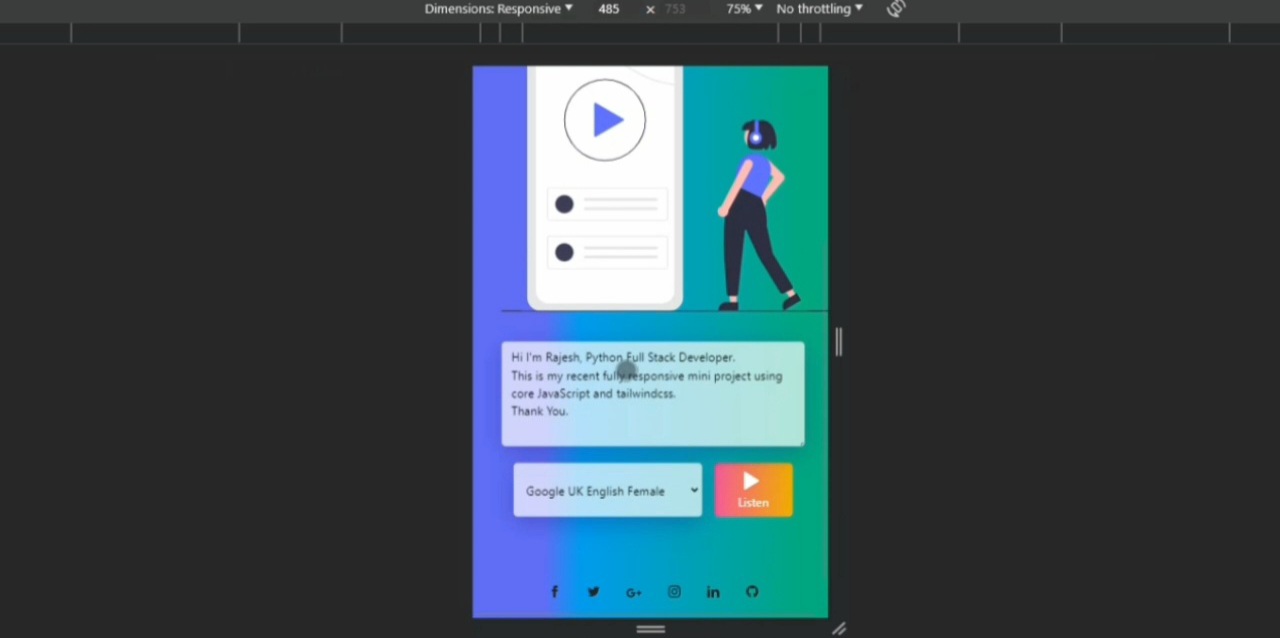 Dimensions: Responsive 485 × 753 75% No throttling
Hi I'm Rajesh, Python Full Stack Developer.
This is my recent fully responsive mini project using
core JavaScript and tailwindcss.
Thank You.
Google UK English Female
Listen
f G+ in